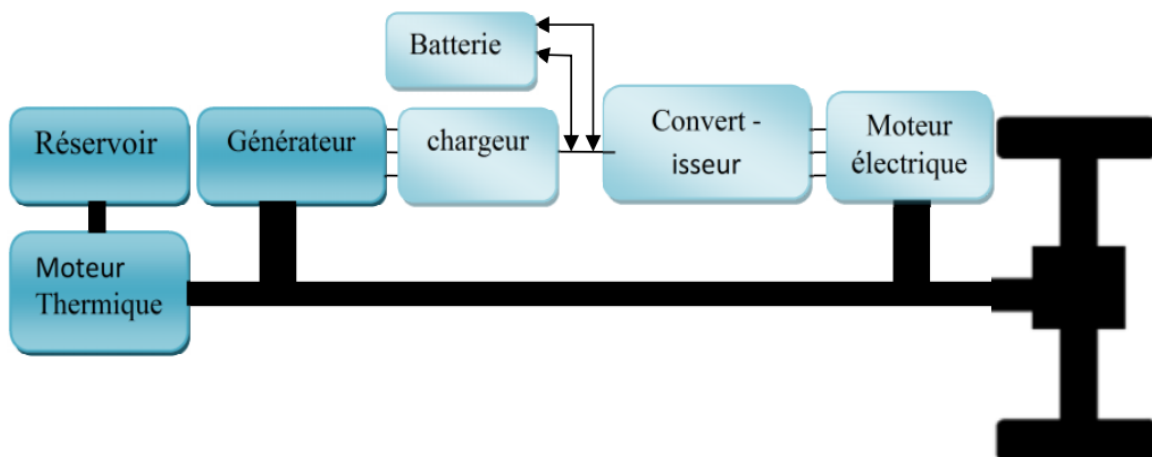 Batterie
Réservoir
Générateur
chargeur
Convert -
isseur
Moteur
électrique
Moteur
Thermique